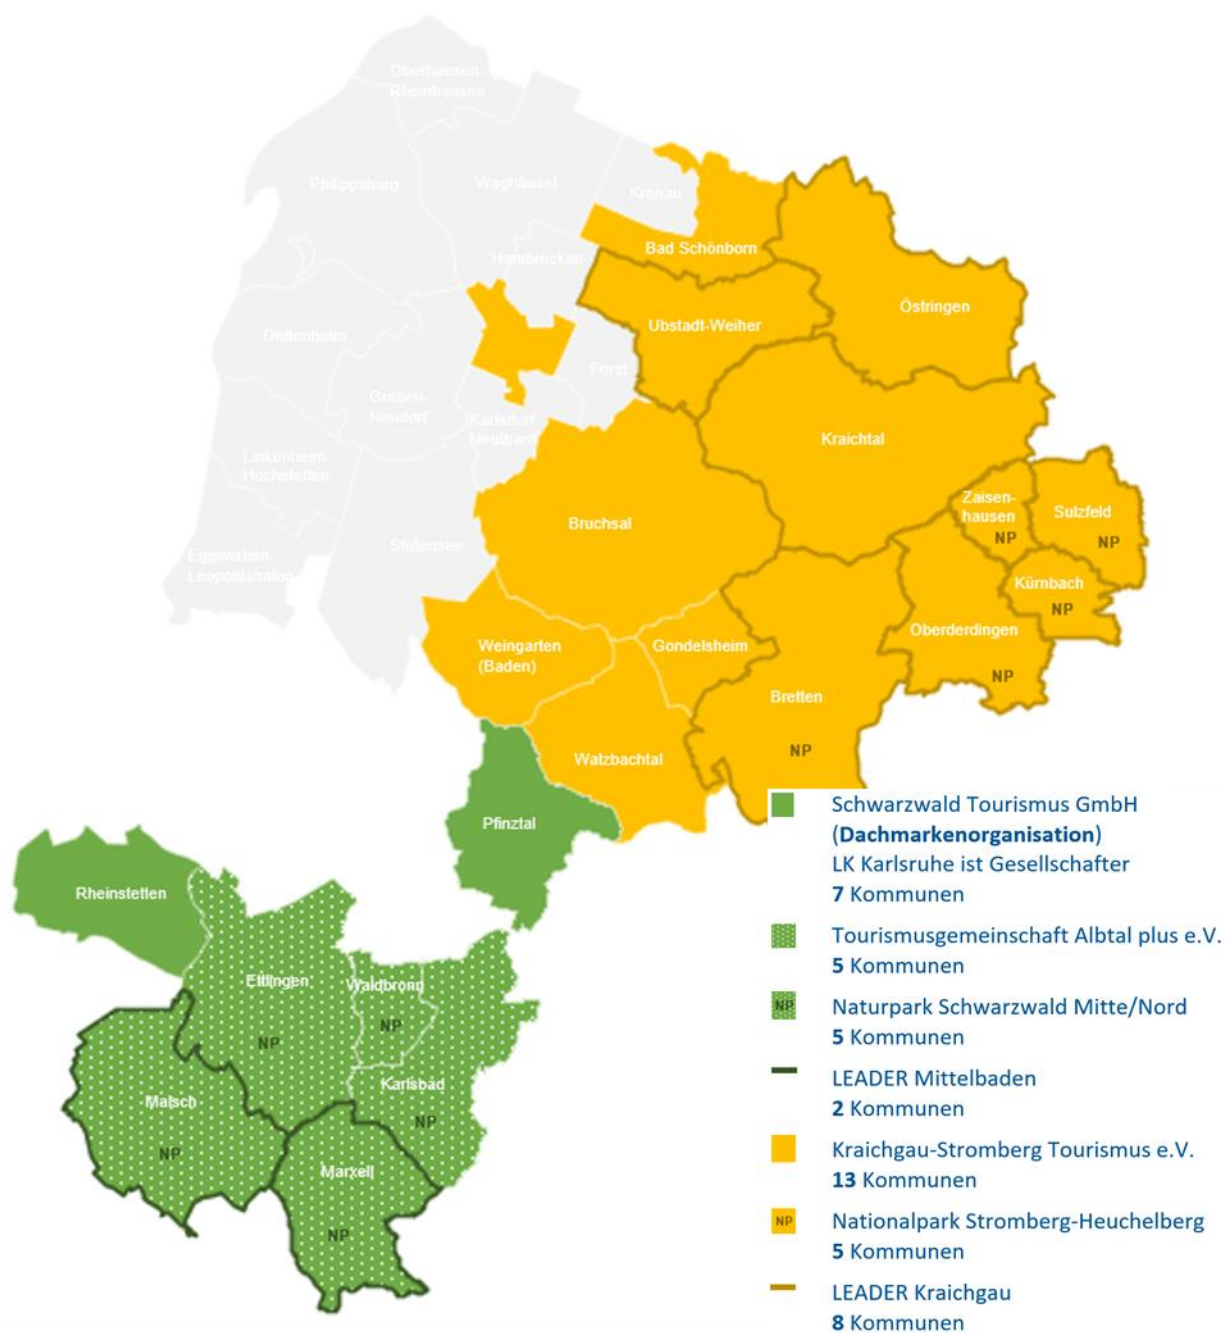 Oberhausen-
Rheinhausen
Philippsburg
Waghäusel
Kronau
Bad Schönborn
Hambrücken
Östringen
Ubstadt-Weiher
Dettenheim
Forst
Graben-
Neudorf
Karlsdorf-
Neuthard
Kraichtal
Linkenheim-
Hochstetten
Zaisen-
hausen
NP
Sulzfeld
NP
Bruchsal
Stutensee
Eggenstein-
Leopoldshafen
Kürnbach
NP
Weingarten
(Baden)
Gondelsheim
Oberderdingen
NP
Bretten
NP
Walzbachtal
Pfinztal
Rheinstetten
Ettlingen
NP
Waldbronn
NP
Karlsbad
NP
Malsch
NP
Marxell
NP
Schwarzwald Tourismus GmbH
(Dachmarkenorganisation)
LK Karlsruhe ist Gesellschafter
7 Kommunen
Tourismusgemeinschaft Albtal plus e.V.
5 Kommunen
NP Naturpark Schwarzwald Mitte/Nord
5 Kommunen
LEADER Mittelbaden
2 Kommunen
Kraichgau-Stromberg Tourismus e.V.
13 Kommunen
NP Nationalpark Stromberg-Heuchelberg
5 Kommunen
LEADER Kraichgau
8 Kommunen